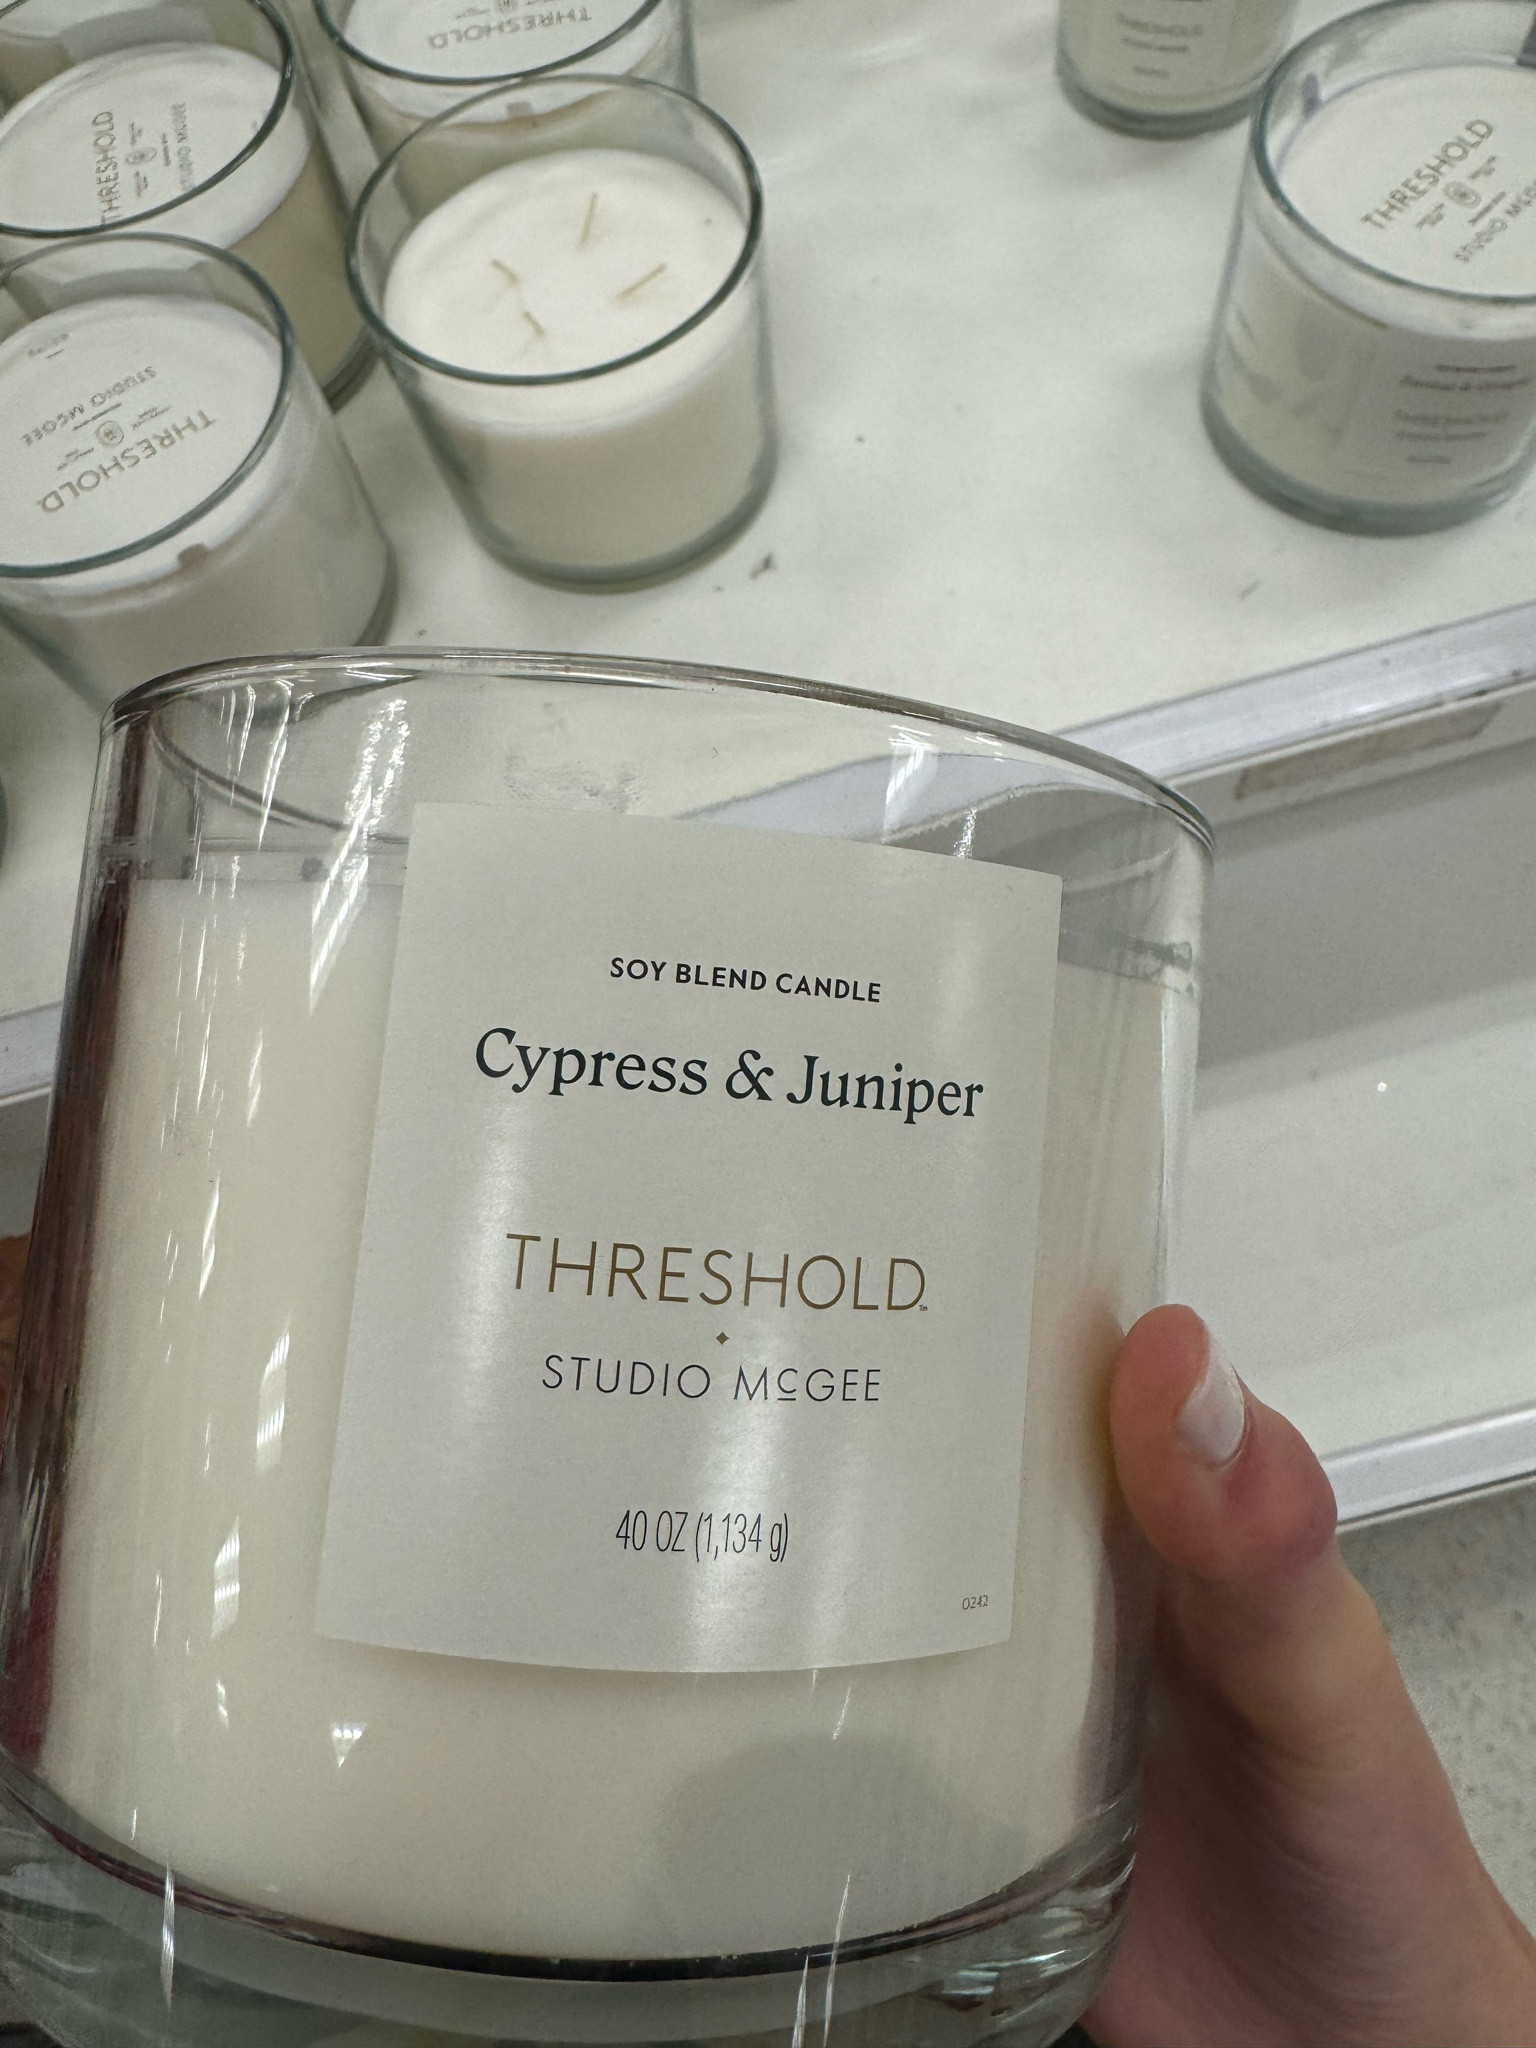 THRESHOLD
THRESHOLD
STUDIO MCGEE
THRESHOLD
STUDIO MCGEE
THRESHOLD
STUDIO MCGEE
THRESHOLD
SOY BLEND CANDLE
Cypress & Juniper
THRESHOLD™
STUDIO McGEE
40 OZ (1,134 g)